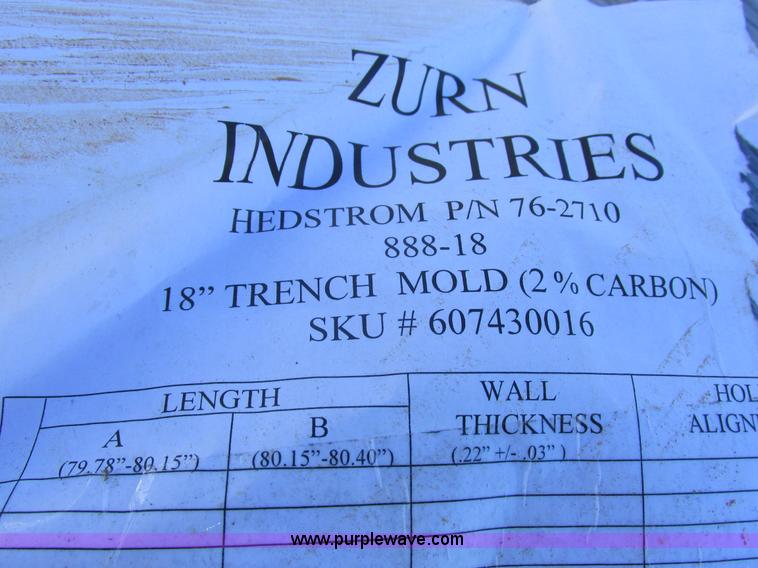 ZURN
INDUSTRIES
HEDSTROM P/N 76-2710
888-18
18” TRENCH MOLD (2 % CARBON)
SKU # 607430016
LENGTH
WALL
THICKNESS
(.22” +/- .03” )
A
(79.78”-80.15”)
B
(80.15”-80.40”)
www.purplewave.com